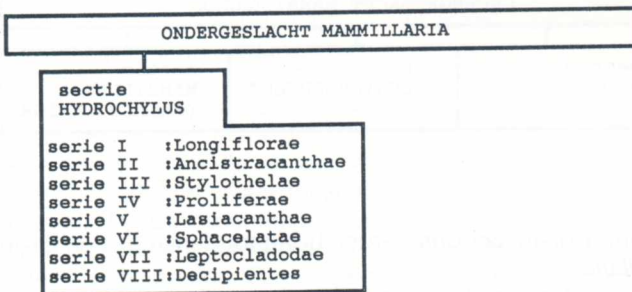 ONDERGESLACHT MAMMILLARIA
sectie
HYDROCHYLUS
serie I :Longiflorae
serie II :Ancistracanthae
serie III :Stylothelae
serie IV :Proliferae
serie V :Lasiacanthae
serie VI :Sphacelatae
serie VII :Leptocladodae
serie VIII:Decipientes